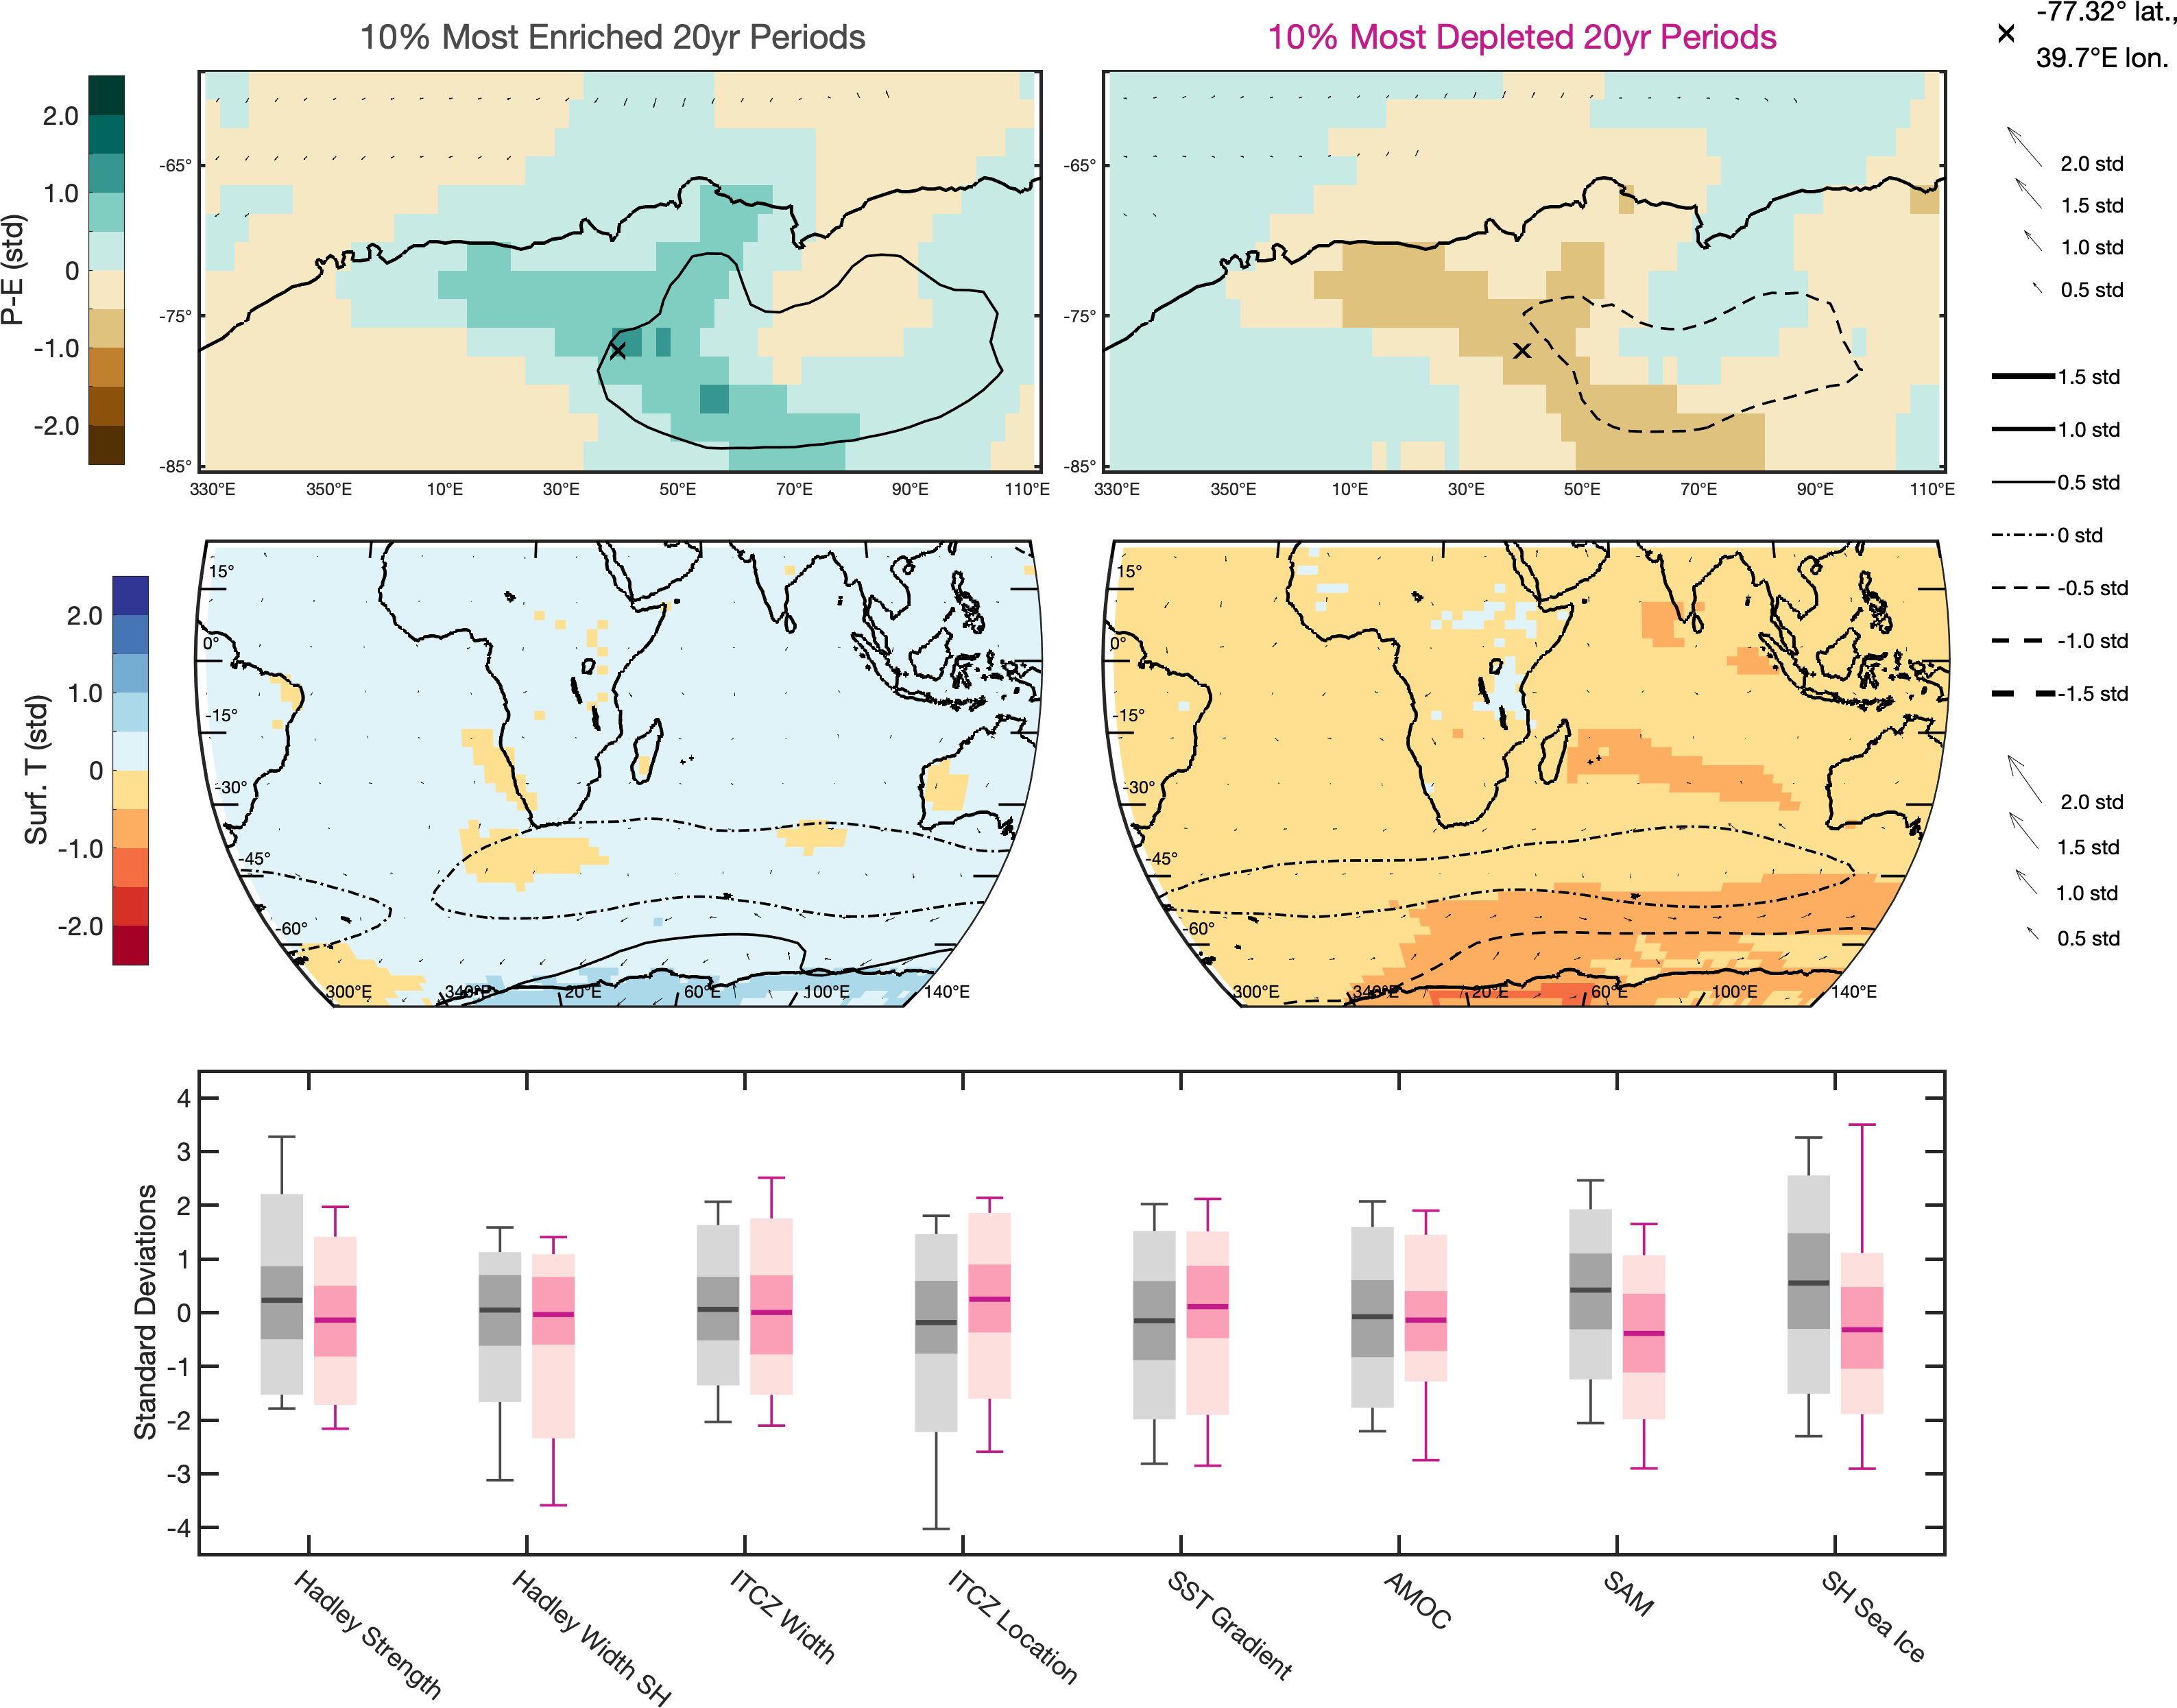 10% Most Enriched 20yr Periods
10% Most Depleted 20yr Periods
-77.32° lat.,
39.7°E lon.
P-E (std)
2.0
1.0
0
-1.0
-2.0
-65°
-75°
-85°
330°E 350°E 10°E 30°E 50°E 70°E 90°E 110°E
-65°
-75°
-85°
330°E 350°E 10°E 30°E 50°E 70°E 90°E 110°E
2.0 std
1.5 std
1.0 std
0.5 std
1.5 std
1.0 std
0.5 std
0 std
-0.5 std
-1.0 std
-1.5 std
2.0 std
1.5 std
1.0 std
0.5 std
Surf. T (std)
2.0
1.0
0
-1.0
-2.0
15°
0°
-15°
-30°
-45°
-60°
300°E 340°E 20°E 60°E 100°E 140°E
15°
0°
-15°
-30°
-45°
-60°
300°E 340°E 20°E 60°E 100°E 140°E
Standard Deviations
4
3
2
1
0
-1
-2
-3
-4
Hadley Strength
Hadley Width SH
ITCZ Width
ITCZ Location
SST Gradient
AMOC
SAM
SH Sea Ice